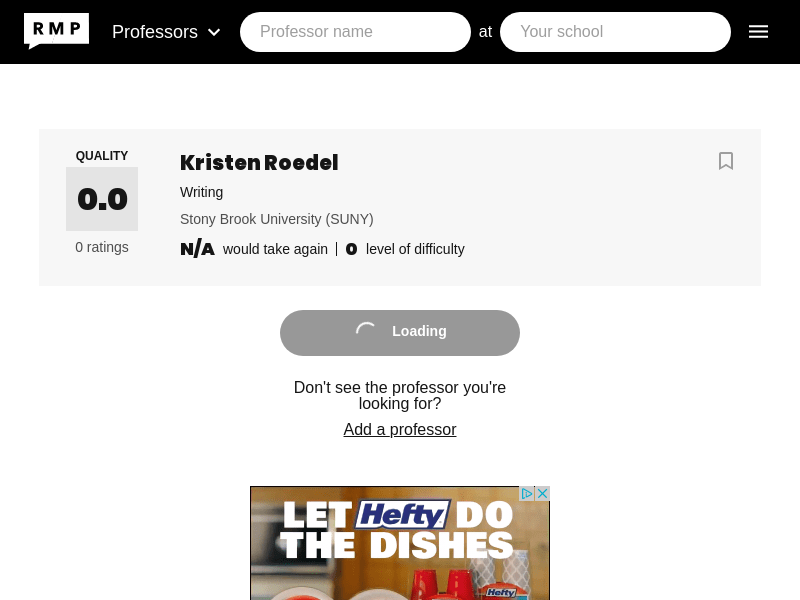 RMP
Professors
Professor name
at
Your school
QUALITY
0.0
0 ratings
Kristen Roedel
Writing
Stony Brook University (SUNY)
N/A would take again
0 level of difficulty
Loading
Don't see the professor you're
looking for?
Add a professor
LET Hefty DO
THE DISHES
Hefty